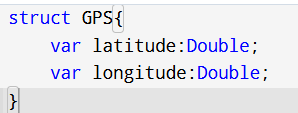 struct GPS{
var latitude:Double;
var longitude:Double;
}